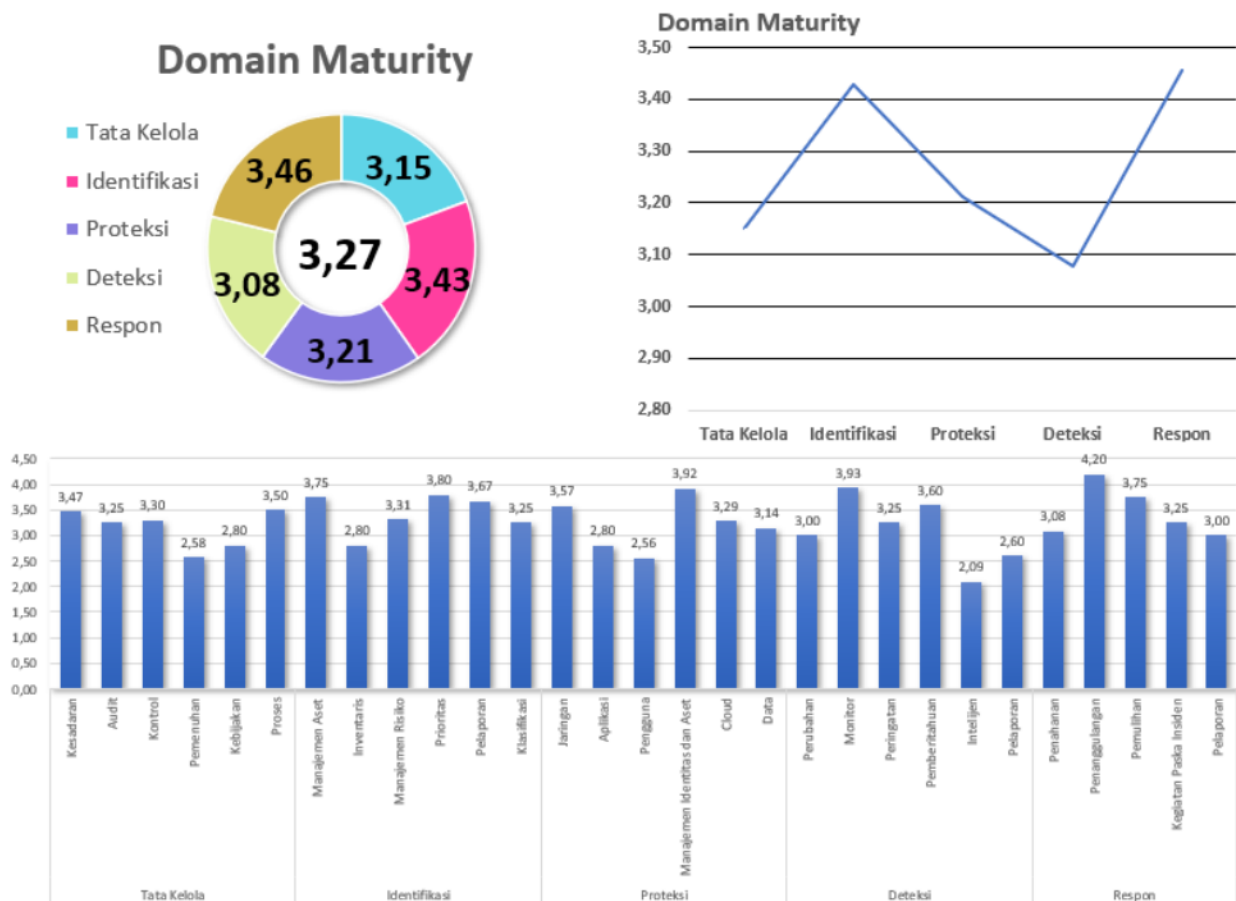 Domain Maturity
Tata Kelola
Identifikasi
Proteksi
Deteksi
Respon
3,15
3,43
3,21
3,08
3,46
3,27
Domain Maturity
3,50
3,40
3,30
3,20
3,10
3,00
2,90
2,80
Tata Kelola Identifikasi Proteksi Deteksi Respon
4,50
4,00
3,50
3,00
2,50
2,00
1,50
1,00
0,50
0,00
3,47 3,25 3,30 2,58 2,80 3,50 3,75 2,80 3,31 3,80 3,67 3,25 3,57 2,80 2,56 3,92 3,29 3,14 3,00 3,93 3,25 3,60 2,09 2,60 3,08 4,20 3,75 3,25 3,00
Kesadaran
Audit
Kontrol
Pemenuhan
Kebijakan
Proses
Manajemen Aset
Inventaris
Manajemen Risiko
Prioritas
Pelaporan
Klasifikasi
Jaringan
Aplikasi
Pengguna
Manajemen Identitas dan Aset
Cloud
Data
Perubahan
Monitor
Peringatan
Pemberitahuan
Intelijen
Pelaporan
Penahanan
Penanggulangan
Pemulihan
Kegiatan Paska Insiden
Pelaporan
Tata Kelola Identifikasi Proteksi Deteksi Respon